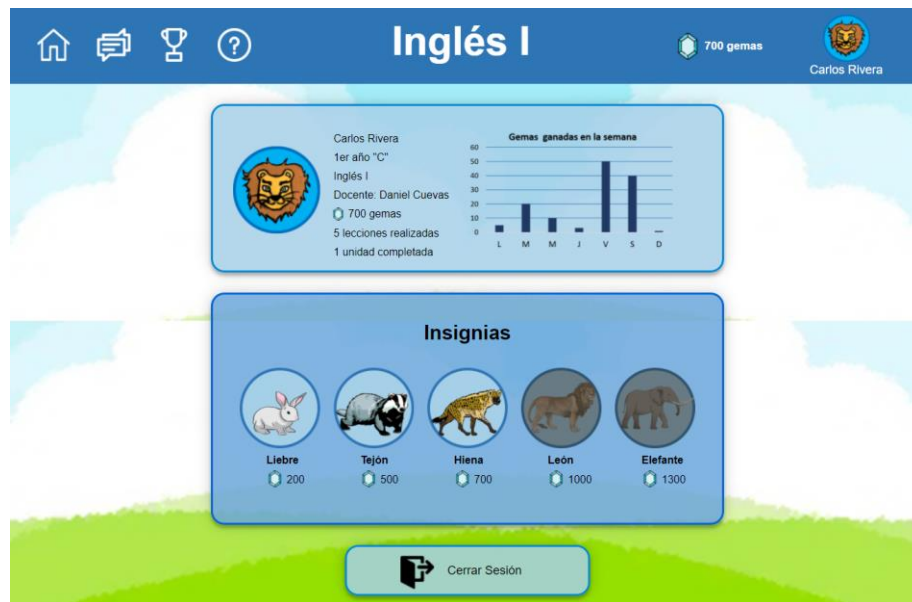 Inglés I
700 gemas
Carlos Rivera
Carlos Rivera
1er año "C"
Inglés I
Docente: Daniel Cuevas
700 gemas
5 lecciones realizadas
1 unidad completada
Gemas ganadas en la semana
60
50
40
30
20
10
0
L M M J V S D
Insignias
Liebre Tejón Hiena León Elefante
200 500 700 1000 1300
Cerrar Sesión